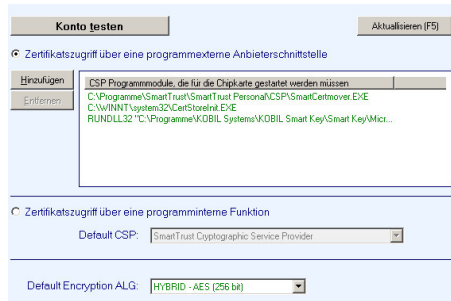 Konto testen
Aktuallisieren (F5)
Zertifikatszugriff über eine programmexterne Anbieterschnittstelle
Hinzufügen
Entfernen
CSP Programmmodule, die für die Chipkarte gestartet werden müssen
C:\Programme\SmartTrust\SmartTrust Personal\CSP\SmartCertmover.EXE
C:\WINNT\system32\CertStoreInit.EXE
RUNDLL32 "C:\Programme\KOBIL Systems\KOBIL Smart Key\Smart Key\Micr...
Zertifikatszugriff über eine programminterne Funktion
Default CSP: SmartTrust Cryptographic Service Provider
Default Encryption ALG: HYBRID - AES (256 bit)